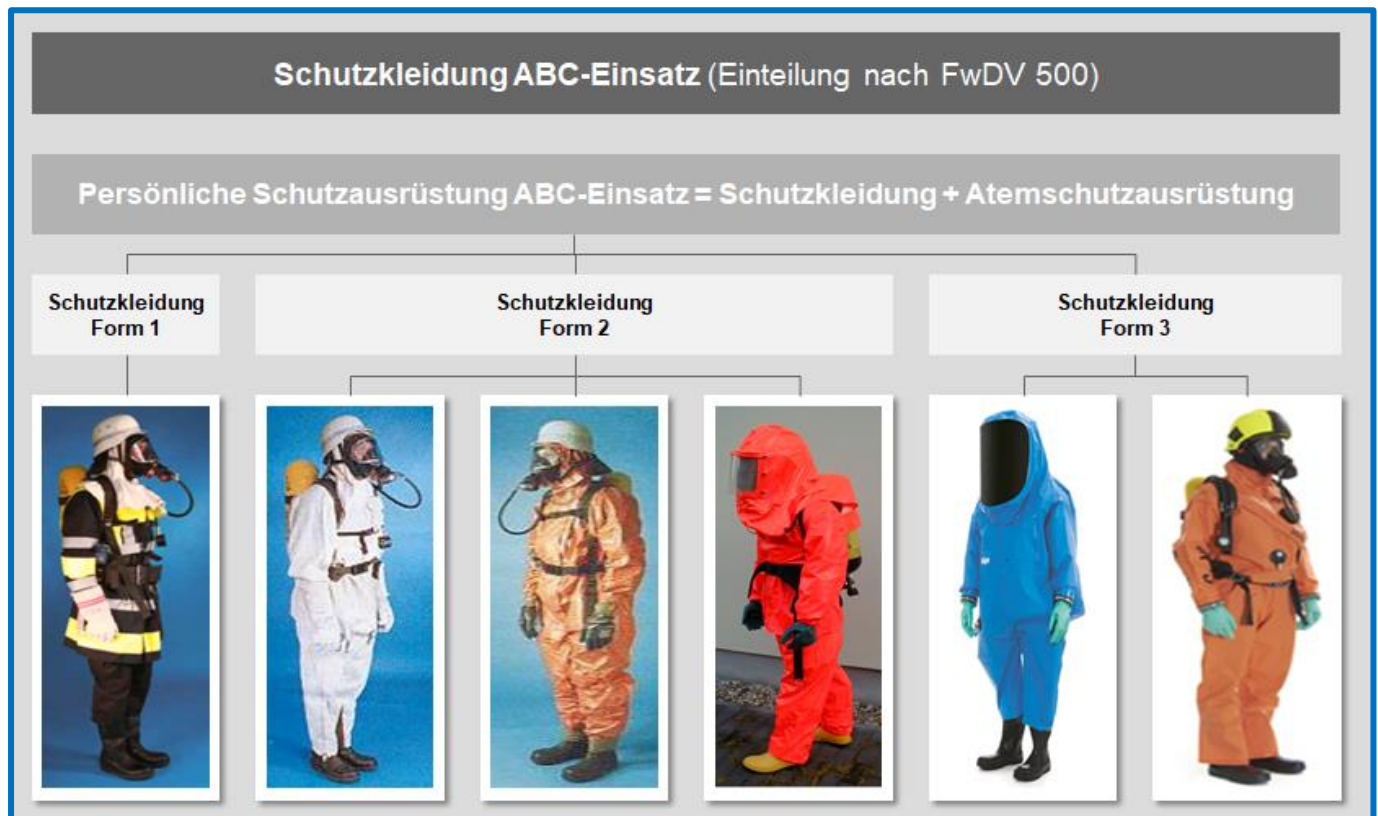 Schutzkleidung ABC-Einsatz (Einteilung nach FwDV 500)
Persönliche Schutzausrüstung ABC-Einsatz = Schutzkleidung + Atemschutzausrüstung
Schutzkleidung
Form 1
Schutzkleidung
Form 2
Schutzkleidung
Form 3